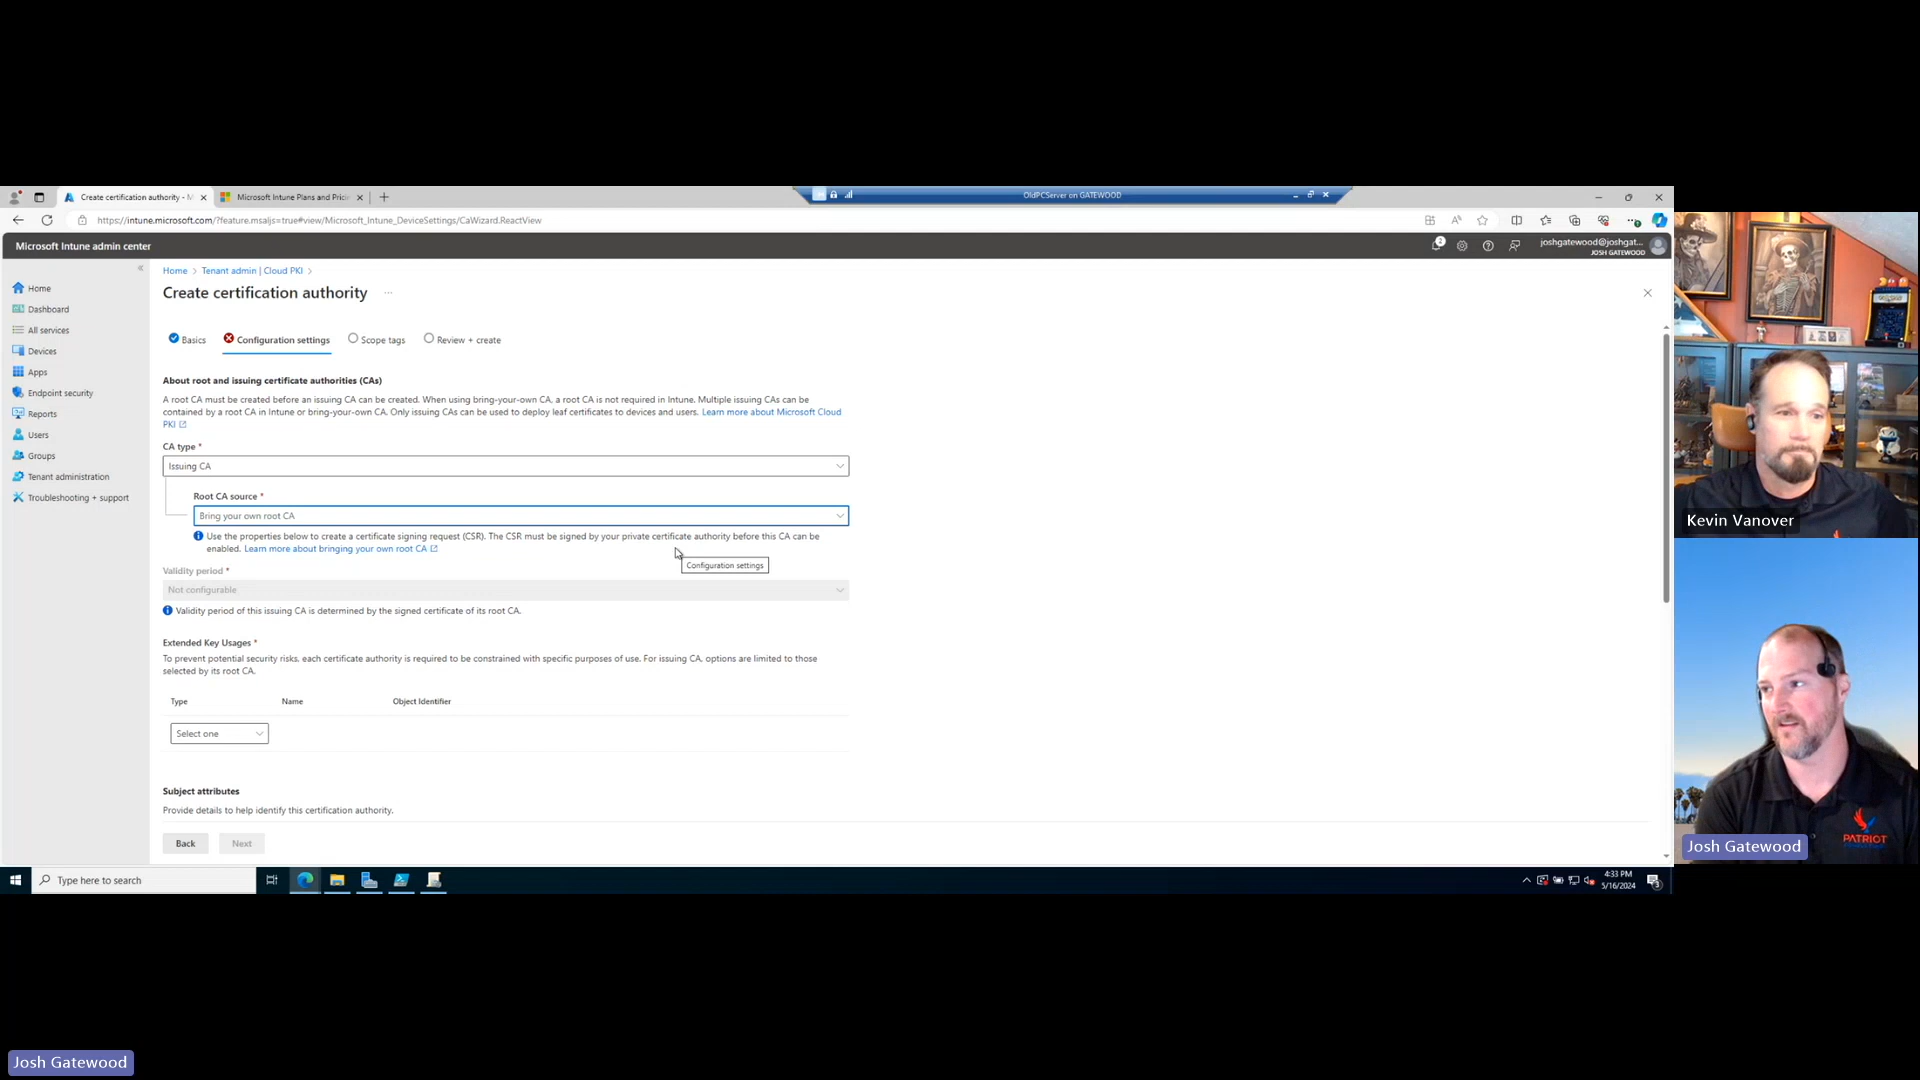 Create certification authority - M
Microsoft Intune Plans and Pricin
OldPCServer on GATEWOOD
https://intune.microsoft.com/?feature.msaljs=true#view/Microsoft_Intune_DeviceSettings/CaWizard.ReactView
Microsoft Intune admin center
2
joshgatewood@joshgat...
JOSH GATEWOOD
Home > Tenant admin | Cloud PKI >
Create certification authority
...
Home
Dashboard
All services
Devices
Apps
Endpoint security
Reports
Users
Groups
Tenant administration
Troubleshooting + support
Basics
Configuration settings
Scope tags
Review + create
About root and issuing certificate authorities (CAs)
A root CA must be created before an issuing CA can be created. When using bring-your-own CA, a root CA is not required in Intune. Multiple issuing CAs can be
contained by a root CA in Intune or bring-your-own CA. Only issuing CAs can be used to deploy leaf certificates to devices and users. Learn more about Microsoft Cloud
PKI
CA type *
Issuing CA
Root CA source *
Bring your own root CA
Use the properties below to create a certificate signing request (CSR). The CSR must be signed by your private certificate authority before this CA can be
enabled. Learn more about bringing your own root CA
Configuration settings
Validity period *
Not configurable
Validity period of this issuing CA is determined by the signed certificate of its root CA.
Extended Key Usages *
To prevent potential security risks, each certificate authority is required to be constrained with specific purposes of use. For issuing CA, options are limited to those
selected by its root CA.
Type
Name
Object Identifier
Select one
Subject attributes
Provide details to help identify this certification authority.
Back
Next
Type here to search
4:33 PM
5/16/2024
3
Kevin Vanover
PATRIOT
Josh Gatewood
Josh Gatewood